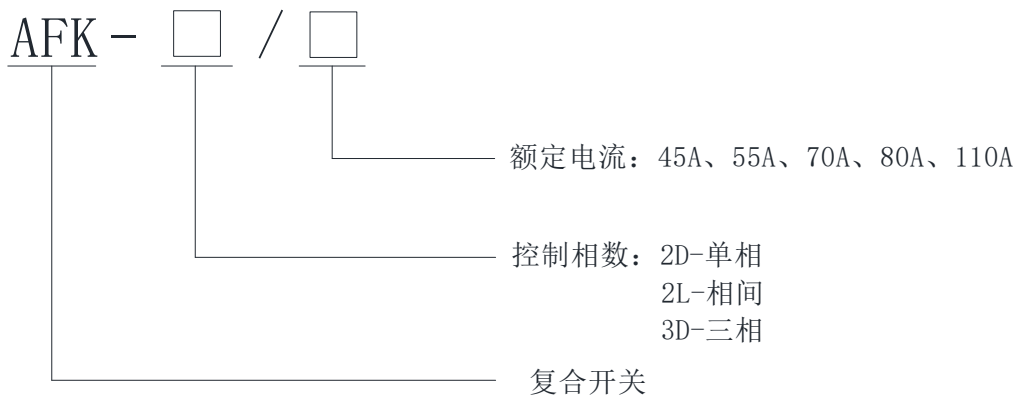 AFK-□/□
额定电流：45A、55A、70A、80A、110A
控制相数：2D-单相
2L-相间
3D-三相
复合开关